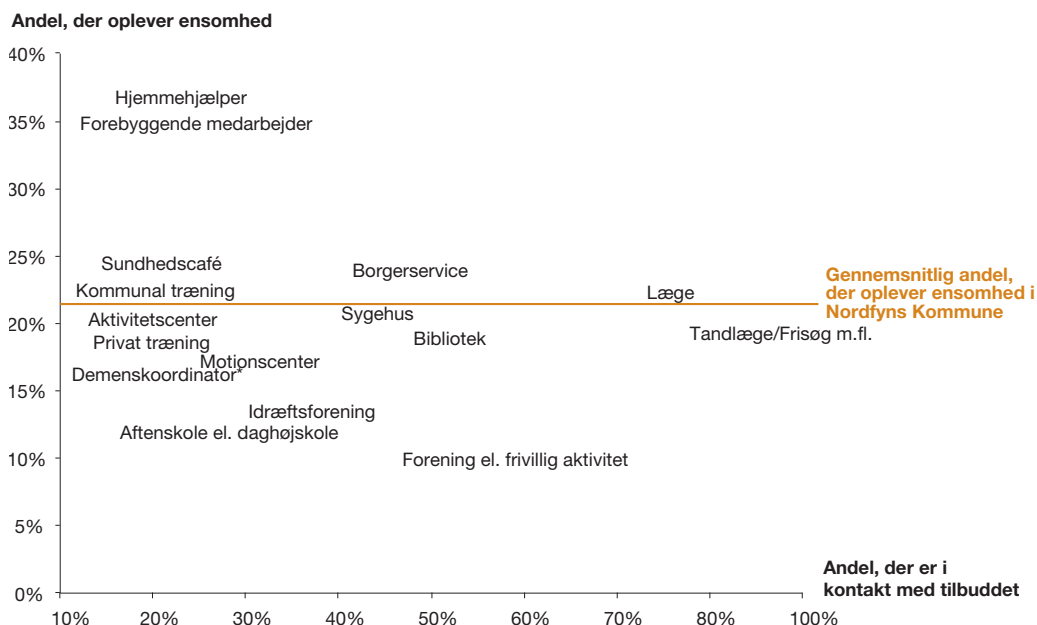 Andel, der oplever ensomhed
40%
Hjemmehjælper
Forebyggende medarbejder
35%
30%
25%
Sundhedscafé
Borgerservice
Kommunal træning
Læge
Gennemsnitlig andel,
der oplever ensomhed i
Nordfyns Kommune
20%
Aktivitetscenter
Sygehus
Privat træning
Bibliotek
Tandlæge/Frisøg m.fl.
Motionscenter
Demenskoordinator*
15%
Idræftsforening
Aftenskole el. daghøjskole
10%
Forening el. frivillig aktivitet
5%
Andel, der er i
kontakt med tilbuddet
0%
10% 20% 30% 40% 50% 60% 70% 80% 100%